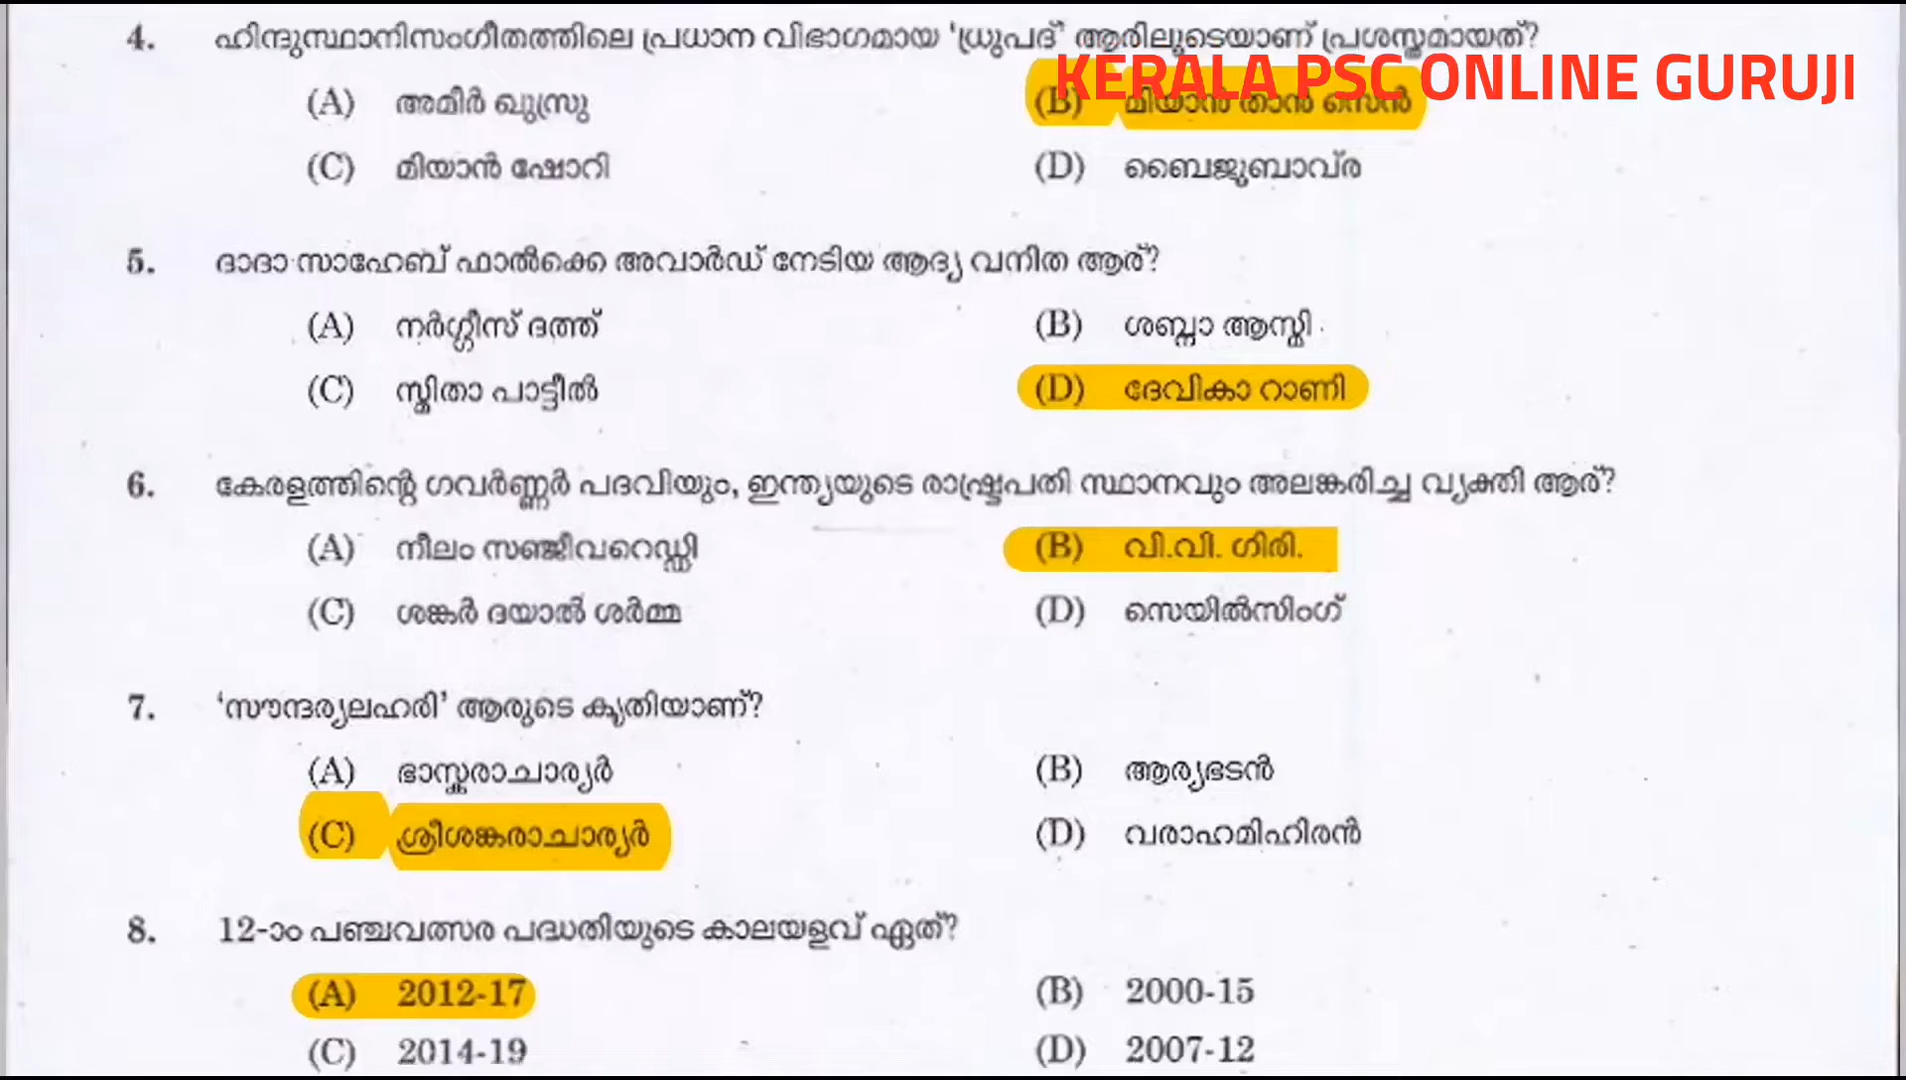 4. ഹിന്ദുസ്ഥാനിസംഗീതത്തിലെ പ്രധാന വിഭാഗമായ ‘ധ്രുപദ്’ ആരിലൂടെയാണ് പ്രശസ്തമായത്?
KERALA PSC ONLINE GURUJI
(A) അമീർ ഖുസ്രു (B) മിയാൻ താൻ സെൻ
(C) മിയാൻ ഷോറി (D) ബൈജുബാവ്ര
5. ദാദാ സാഹേബ് ഫാൽക്കെ അവാർഡ് നേടിയ ആദ്യ വനിത ആര്?
(A) നർഗ്ഗീസ് ദത്ത് (B) ശബ്നാ ആസ്മി
(C) സ്മിതാ പാട്ടീൽ (D) ദേവികാ റാണി
6. കേരളത്തിന്റെ ഗവർണ്ണർ പദവിയും, ഇന്ത്യയുടെ രാഷ്ട്രപതി സ്ഥാനവും അലങ്കരിച്ച വ്യക്തി ആര്?
(A) നീലം സഞ്ജീവറെഡ്ഡി (B) വി.വി. ഗിരി.
(C) ശങ്കർ ദയാൽ ശർമ്മ (D) സെയിൽസിംഗ്
7. ‘സൗന്ദര്യലഹരി’ ആരുടെ കൃതിയാണ്?
(A) ഭാസ്കരാചാര്യർ (B) ആര്യഭടൻ
(C) ശ്രീശങ്കരാചാര്യർ (D) വരാഹമിഹിരൻ
8. 12-ാം പഞ്ചവത്സര പദ്ധതിയുടെ കാലയളവ് ഏത്?
(A) 2012-17 (B) 2000-15
(C) 2014-19 (D) 2007-12